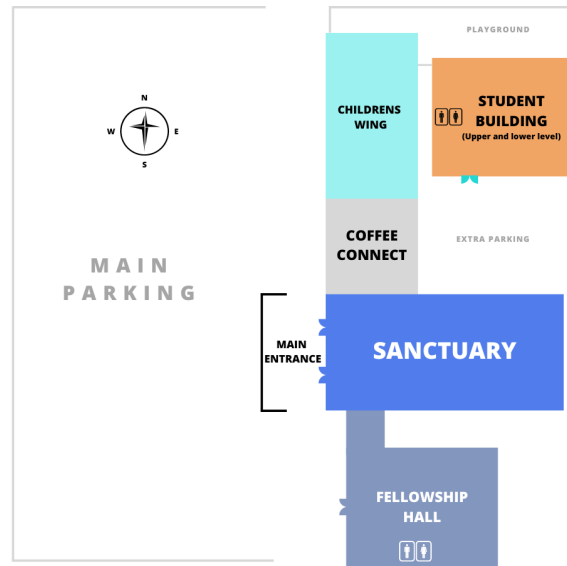 PLAYGROUND
STUDENT
BUILDING
(Upper and lower level)
CHILDRENS
WING
N
W E
S
COFFEE
CONNECT
EXTRA PARKING
MAIN
PARKING
MAIN
ENTRANCE
SANCTUARY
FELLOWSHIP
HALL